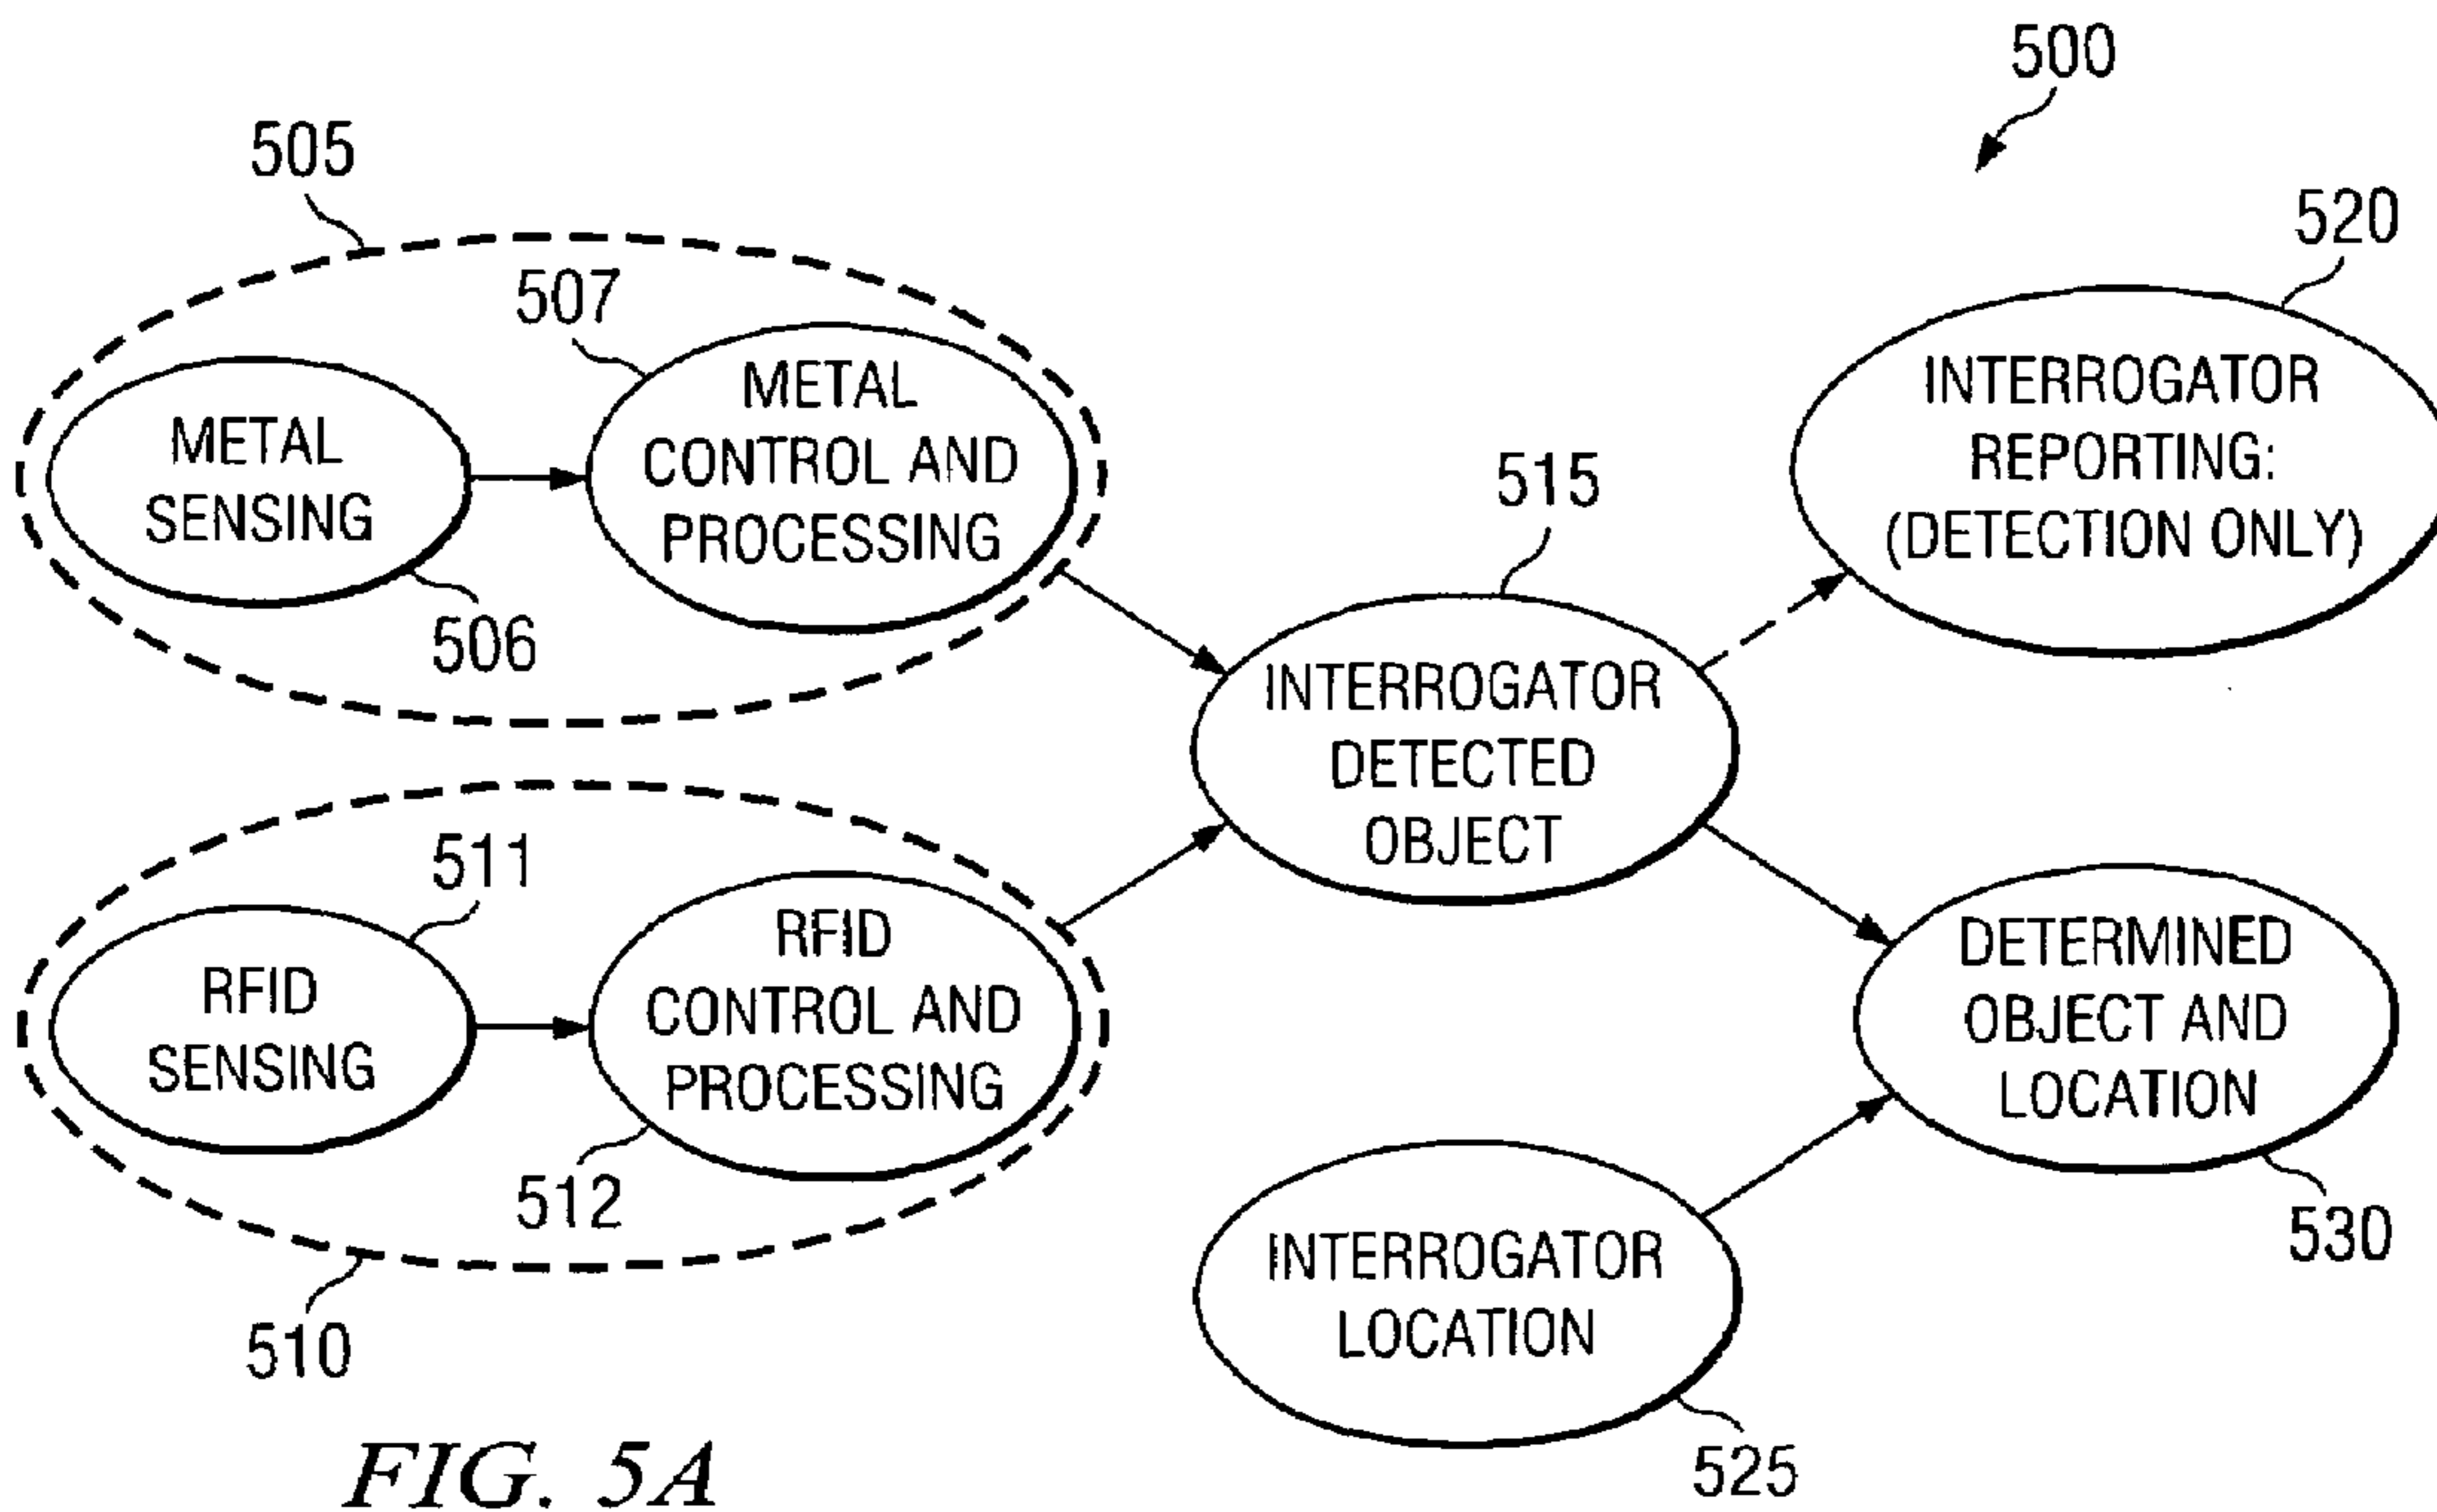 500
505
520
507
METAL
CONTROL AND
PROCESSING
METAL
SENSING
506
INTERROGATOR
REPORTING:
(DETECTION ONLY)
515
INTERROGATOR
DETECTED
OBJECT
511
RFID
SENSING
RFID
CONTROL AND
PROCESSING
512
510
DETERMINED
OBJECT AND
LOCATION
530
INTERROGATOR
LOCATION
525
FIG. 5A